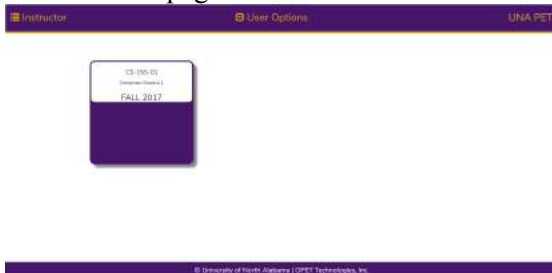 Instructor
User Options
UNA PET
CS-155-01
Computer Science 1
FALL 2017
© University of North Alabama | OPET Technologies, Inc.